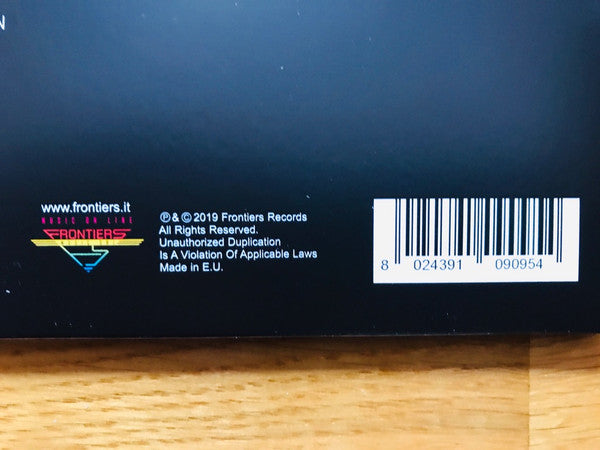 N
www.frontiers.it
MUSIC ON LINE
FRONTIERS
℗ & © 2019 Frontiers Records
All Rights Reserved.
Unauthorized Duplication
Is A Violation Of Applicable Laws
Made in E.U.
8 024391 090954